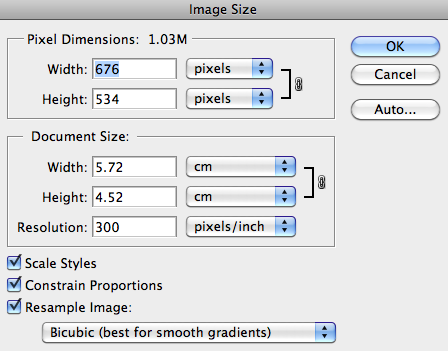 Image Size
Pixel Dimensions: 1.03M
Width: 676 pixels
Height: 534 pixels
OK
Cancel
Auto...
Document Size:
Width: 5.72 cm
Height: 4.52 cm
Resolution: 300 pixels/inch
Scale Styles
Constrain Proportions
Resample Image:
Bicubic (best for smooth gradients)